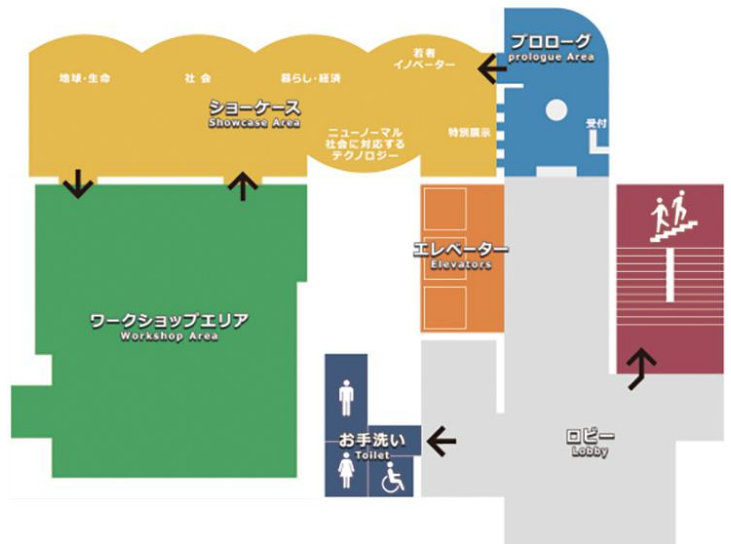 プロローグ
prologue Area
受付
若者
イノベーター
地球・生命
社会
暮らし・経済
ショーケース
Showcase Area
ニューノーマル
社会に対応する
テクノロジー
特別展示
エレベーター
Elevators
ワークショップエリア
Workshop Area
お手洗い
Toilet
ロビー
Lobby